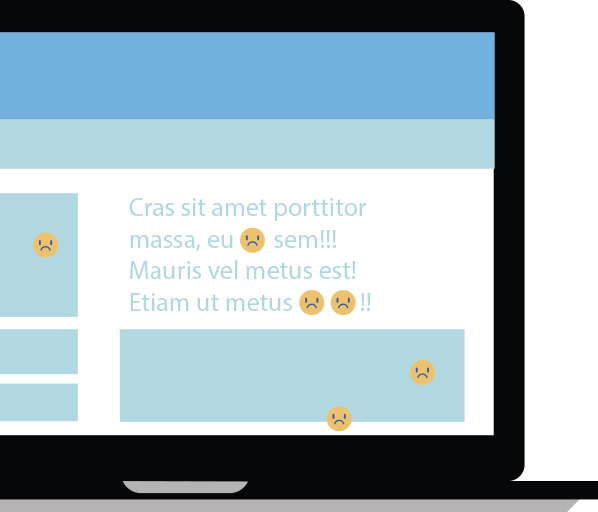 Cras sit amet porttitor
massa, eu ☹ sem!!!
Mauris vel metus est!
Etiam ut metus ☹ ☹ !!